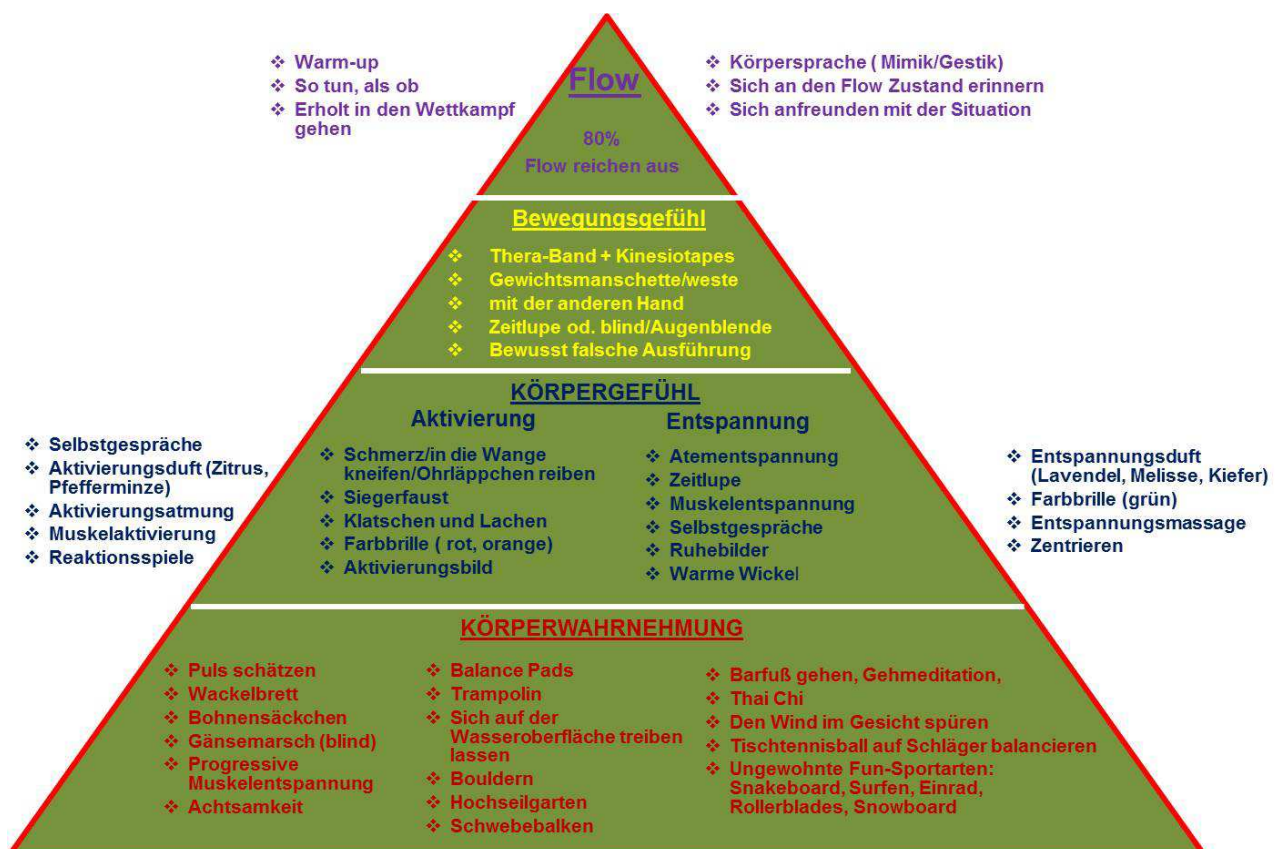 ❖ Warm-up
❖ So tun, als ob
❖ Erholt in den Wettkampf
gehen
Flow
80%
Flow reichen aus
❖ Körpersprache ( Mimik/Gestik)
❖ Sich an den Flow Zustand erinnern
❖ Sich anfreunden mit der Situation
Bewegungsgefühl
❖ Thera-Band + Kinesiotapes
❖ Gewichtsmanschette/weste
❖ mit der anderen Hand
❖ Zeitlupe od. blind/Augenblende
❖ Bewusst falsche Ausführung
KÖRPERGEFÜHL
❖ Selbstgespräche
❖ Aktivierungsduft (Zitrus,
Pfefferminze)
❖ Aktivierungsatmung
❖ Muskelaktivierung
❖ Reaktionsspiele
Aktivierung
❖ Schmerz/in die Wange
kneifen/Ohrläppchen reiben
❖ Siegerfaust
❖ Klatschen und Lachen
❖ Farbbrille ( rot, orange)
❖ Aktivierungsbild
Entspannung
❖ Atementspannung
❖ Zeitlupe
❖ Muskelentspannung
❖ Selbstgespräche
❖ Ruhebilder
❖ Warme Wickel
❖ Entspannungsduft
(Lavendel, Melisse, Kiefer)
❖ Farbbrille (grün)
❖ Entspannungsmassage
❖ Zentrieren
KÖRPERWAHRNEHMUNG
❖ Puls schätzen
❖ Wackelbrett
❖ Bohnensäckchen
❖ Gänsemarsch (blind)
❖ Progressive
Muskelentspannung
❖ Achtsamkeit
❖ Balance Pads
❖ Trampolin
❖ Sich auf der
Wasseroberfläche treiben
lassen
❖ Bouldern
❖ Hochseilgarten
❖ Schwebebalken
❖ Barfuß gehen, Gehmeditation,
❖ Thai Chi
❖ Den Wind im Gesicht spüren
❖ Tischtennisball auf Schläger balancieren
❖ Ungewohnte Fun-Sportarten:
Snakeboard, Surfen, Einrad,
Rollerblades, Snowboard